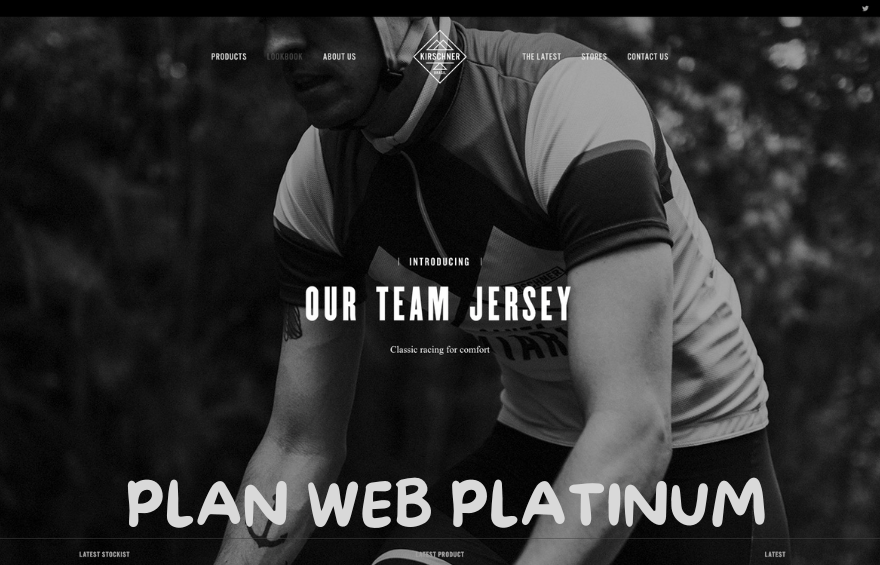 PRODUCTS LOOKBOOK ABOUT US KIRSCHNER THE LATEST STORES CONTACT US
INTRODUCING
OUR TEAM JERSEY
Classic racing for comfort
PLAN WEB PLATINUM
LATEST STOCKIST LATEST PRODUCT LATEST